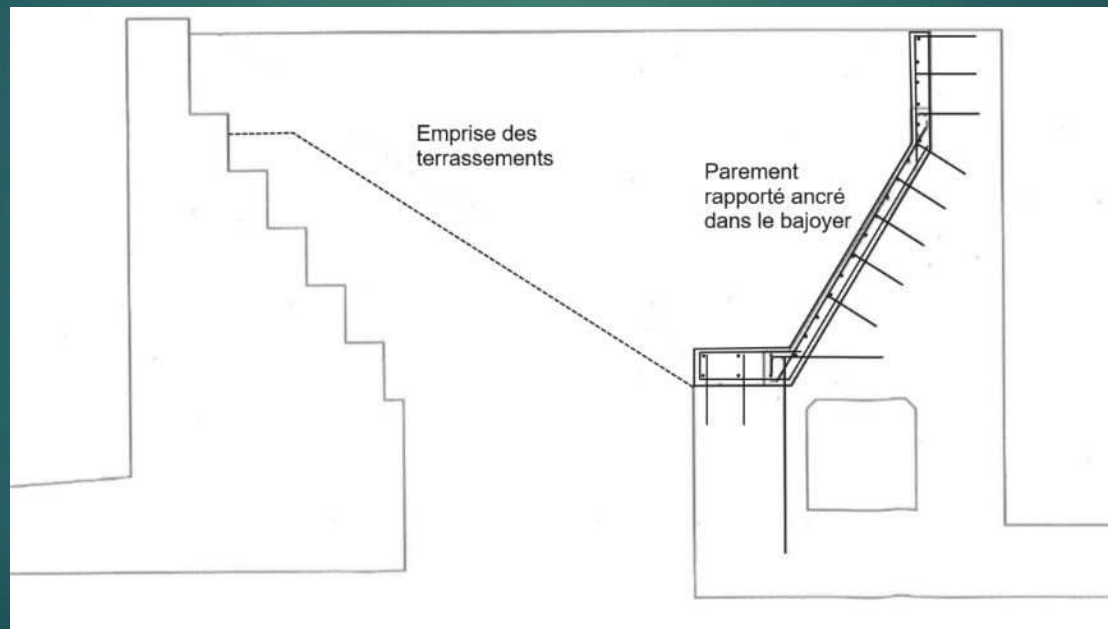 Emprise des
terrassements
Parement
rapporté ancré
dans le bajoyer